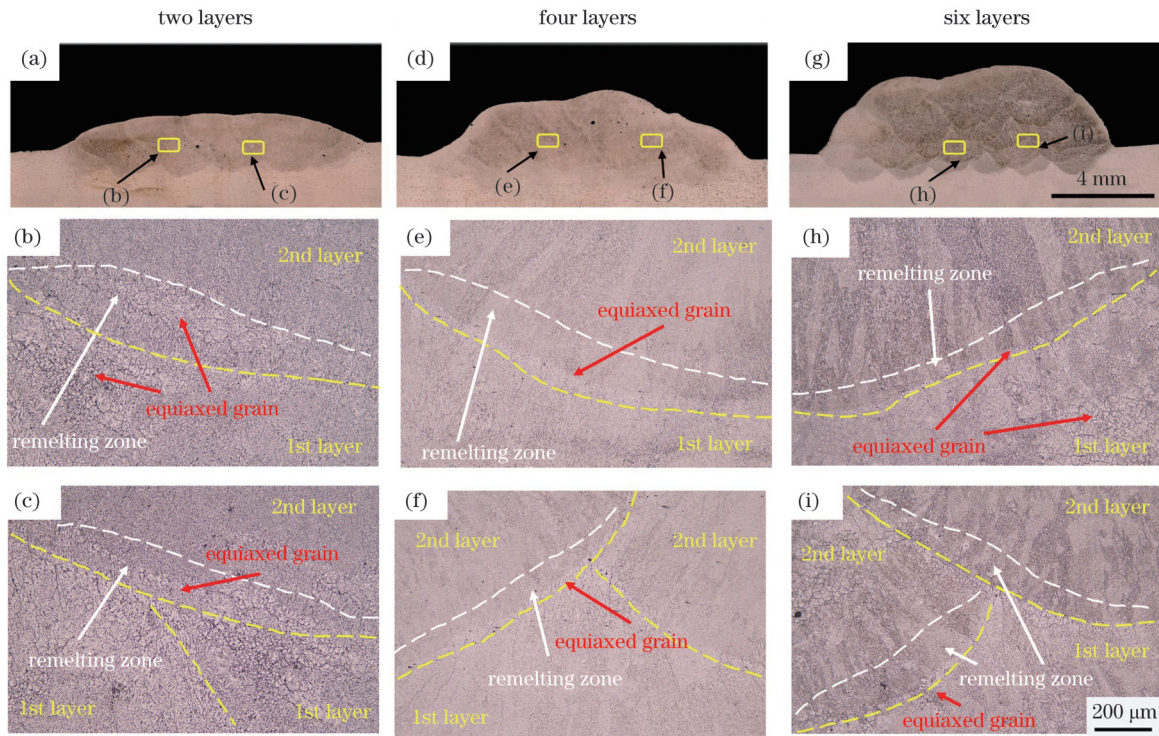 two layers
four layers
six layers
(a)
(b)
(c)
(d)
(e)
(f)
(g)
(h)
(i)
4 mm
(b)
2nd layer
equiaxed grain
remelting zone
1st layer
(e)
2nd layer
equiaxed grain
remelting zone
1st layer
(h)
2nd layer
remelting zone
equiaxed grain
1st layer
(c)
2nd layer
equiaxed grain
remelting zone
1st layer
1st layer
(f)
2nd layer
2nd layer
equiaxed grain
remelting zone
1st layer
(i)
2nd layer
2nd layer
1st layer
remelting zone
equiaxed grain
200 μm